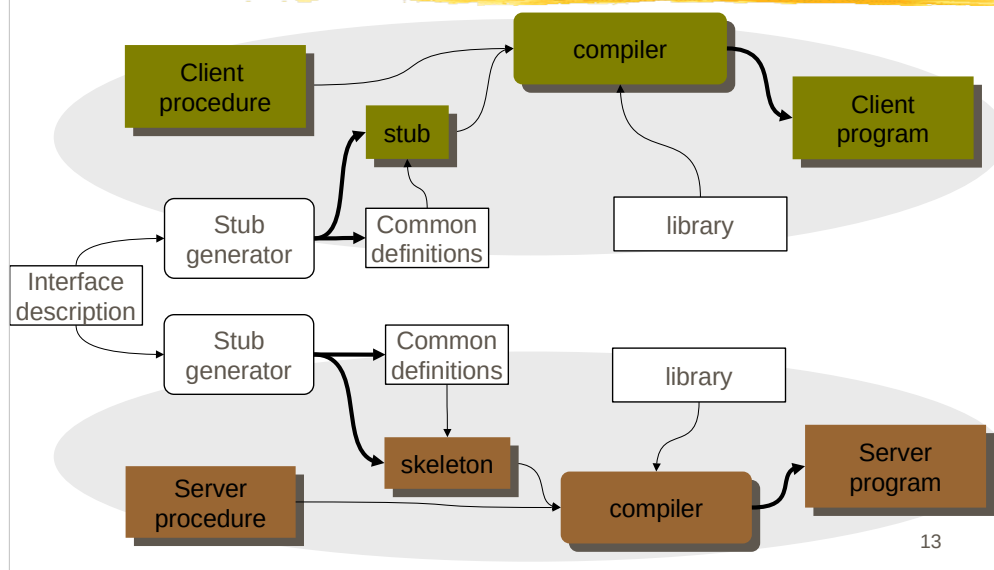 compiler
Client
procedure
Client
program
stub
Stub
generator
Common
definitions
library
Interface
description
Stub
generator
Common
definitions
library
skeleton
Server
program
Server
procedure
compiler
13